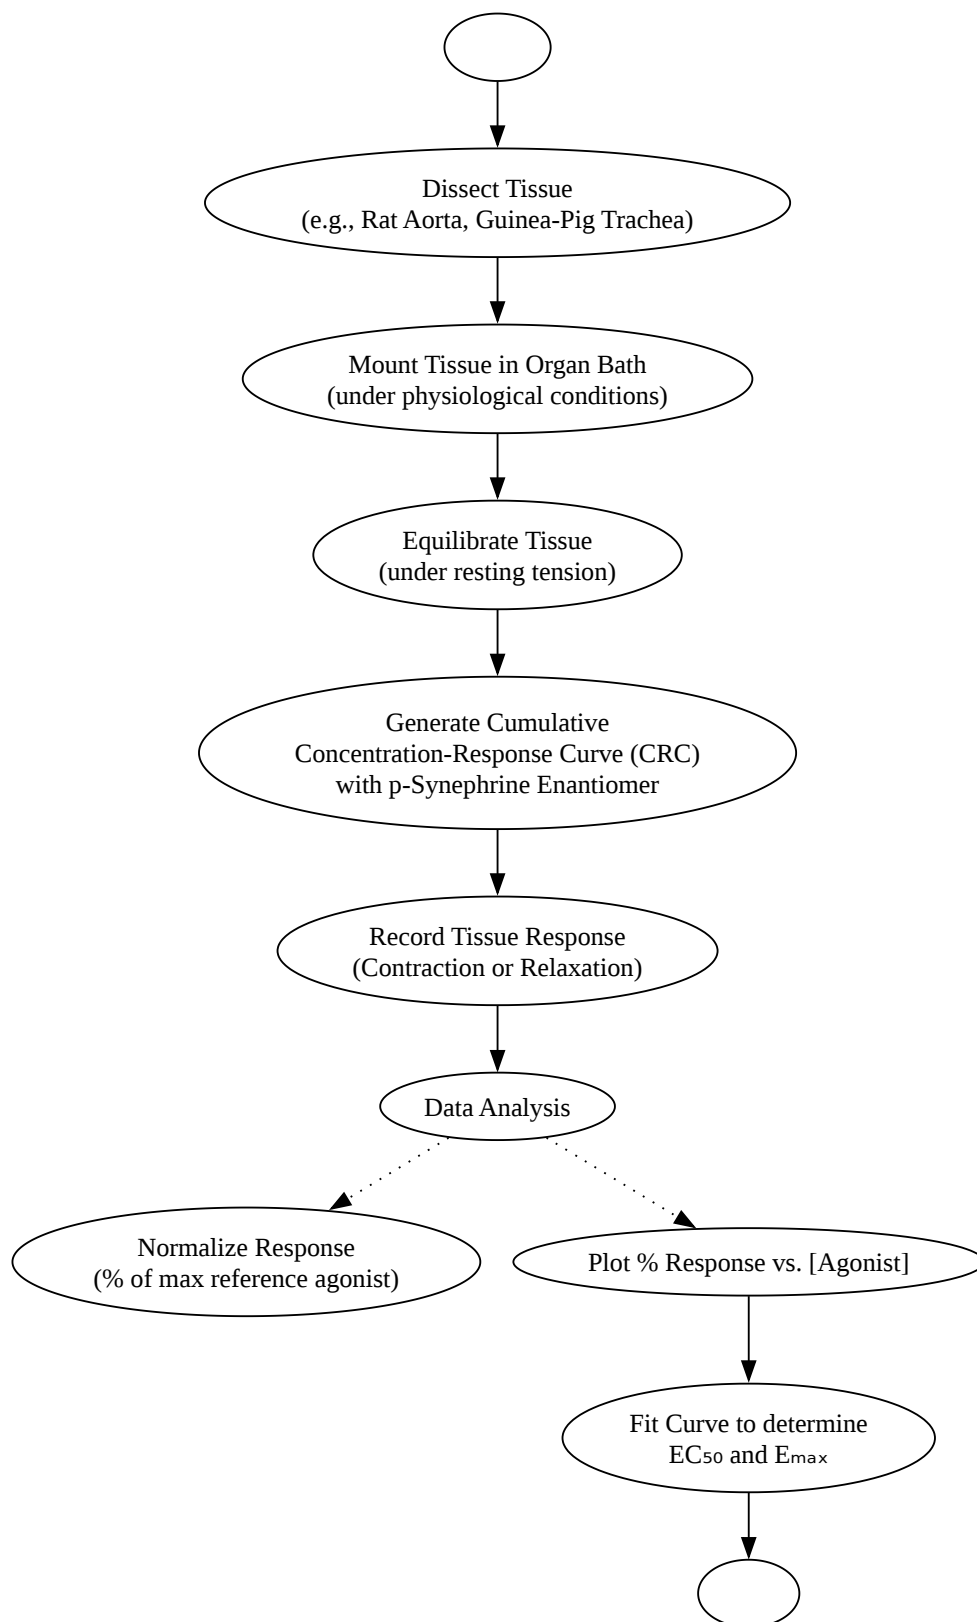 Dissect Tissue
(e.g., Rat Aorta, Guinea-Pig Trachea)
Mount Tissue in Organ Bath
(under physiological conditions)
Equilibrate Tissue
(under resting tension)
Generate Cumulative
Concentration-Response Curve (CRC)
with p-Synephrine Enantiomer
Record Tissue Response
(Contraction or Relaxation)
Data Analysis
Normalize Response
(% of max reference agonist)
Plot % Response vs. [Agonist]
Fit Curve to determine
EC₅₀ and Eₘₐₓ